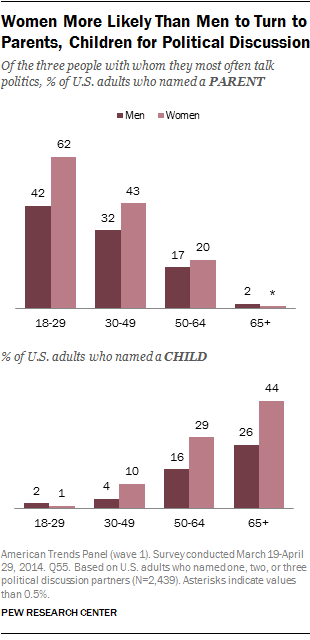 Women More Likely Than Men to Turn to
Parents, Children for Political Discussion
Of the three people with whom they most often talk
politics, % of U.S. adults who named a PARENT
Men Women
42 62 32 43 17 20 2 *
18-29 30-49 50-64 65+
% of U.S. adults who named a CHILD
2 1 4 10 16 29 26 44
18-29 30-49 50-64 65+
American Trends Panel (wave 1). Survey conducted March 19-April
29, 2014. Q55. Based on U.S. adults who named one, two, or three
political discussion partners (N=2,439). Asterisks indicate values
than 0.5%.
PEW RESEARCH CENTER